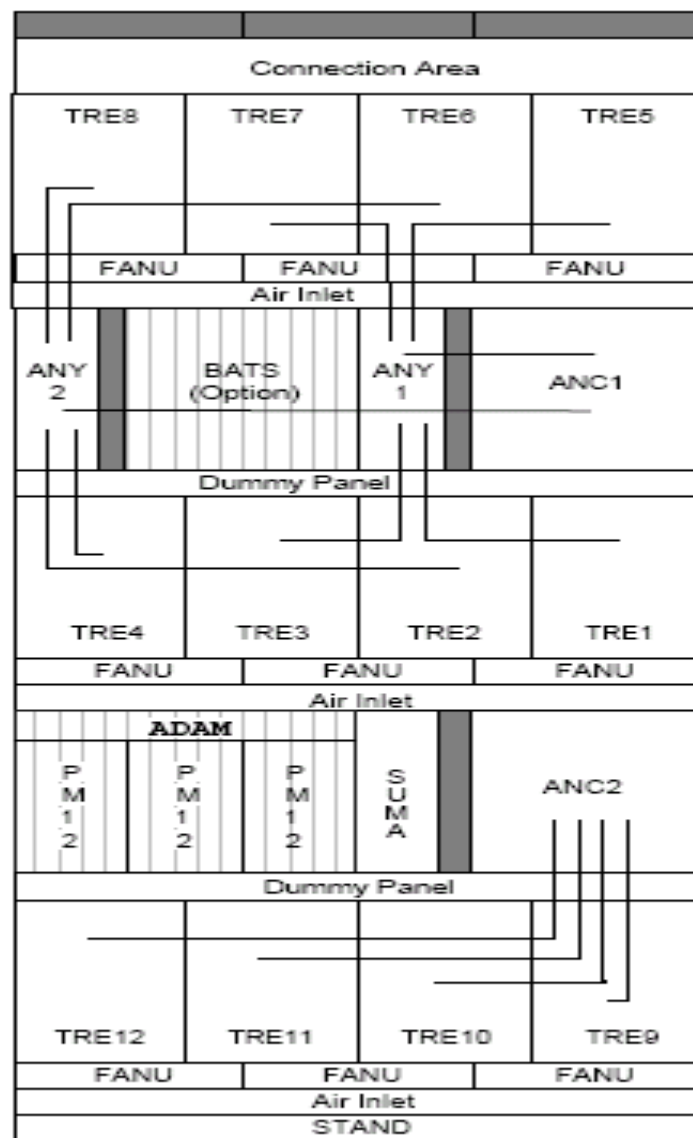 Connection Area
TRE8 TRE7 TRE6 TRE5
FANU FANU FANU
Air Inlet
ANY
2
BATS
(Option)
ANY
1
ANC1
Dummy Panel
TRE4 TRE3 TRE2 TRE1
FANU FANU FANU
Air Inlet
ADAM
PM12
PM12
PM12
SUMA
ANC2
Dummy Panel
TRE12 TRE11 TRE10 TRE9
FANU FANU FANU
Air Inlet
STAND